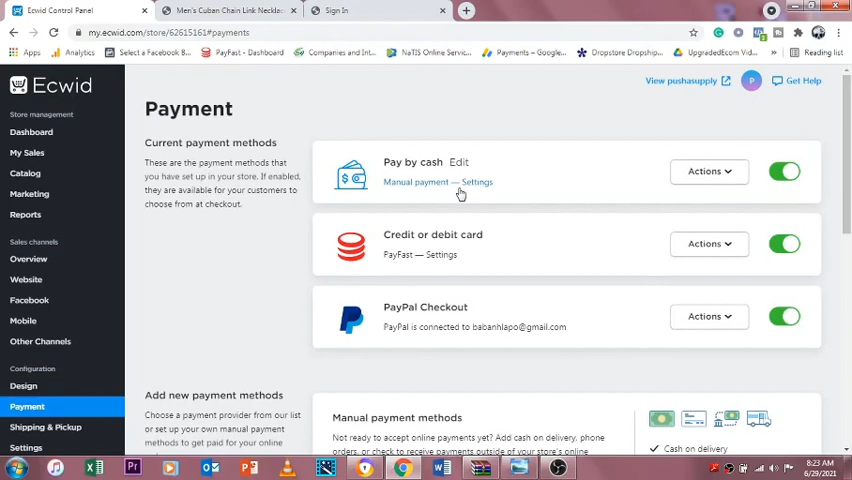 Ecwid Control Panel
Men's Cuban Chain Link Neckla
Sign In
my.ecwid.com/store/62615161#payments
Apps
Analytics
Select a Facebook B...
PayFast - Dashboard
Companies and Int...
NaTIS Online Servic...
Payments – Google...
Dropstore Dropship...
UpgradedEcom Vid...
»
Reading list
Ecwid
View pushasupply
P
Get Help
Store management
Dashboard
My Sales
Catalog
Marketing
Reports
Sales channels
Overview
Website
Facebook
Mobile
Other Channels
Configuration
Design
Payment
Shipping & Pickup
Settings
Payment
Current payment methods
These are the payment methods that
you have set up in your store. If enabled,
they are available for your customers
to choose from at checkout.
Pay by cash Edit
Manual payment — Settings
Actions
Credit or debit card
PayFast — Settings
Actions
PayPal Checkout
PayPal is connected to babanhlapo@gmail.com
Actions
Add new payment methods
Choose a payment provider from our list
or set up your own manual payment
methods to get paid for your online
Manual payment methods
Not ready to accept online payments yet? Add cash on delivery, phone
orders, or check to receive payments outside of your store's online
Cash on delivery
8:23 AM
6/29/2021